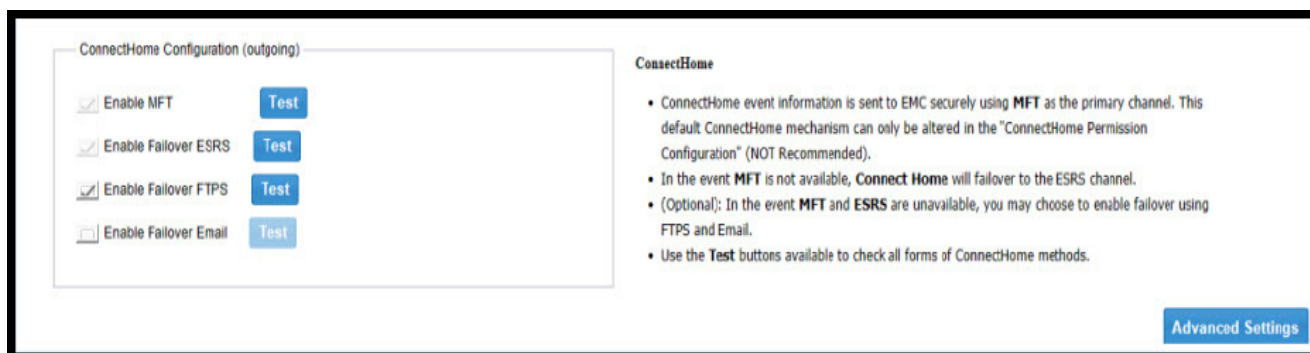 ConnectHome Configuration (outgoing)
Enable MFT Test
Enable Failover ESRS Test
Enable Failover FTPS Test
Enable Failover Email Test
ConnectHome
• ConnectHome event information is sent to EMC securely using MFT as the primary channel. This
default ConnectHome mechanism can only be altered in the "ConnectHome Permission
Configuration" (NOT Recommended).
• In the event MFT is not available, Connect Home will failover to the ESRS channel.
• (Optional): In the event MFT and ESRS are unavailable, you may choose to enable failover using
FTPS and Email.
• Use the Test buttons available to check all forms of ConnectHome methods.
Advanced Settings